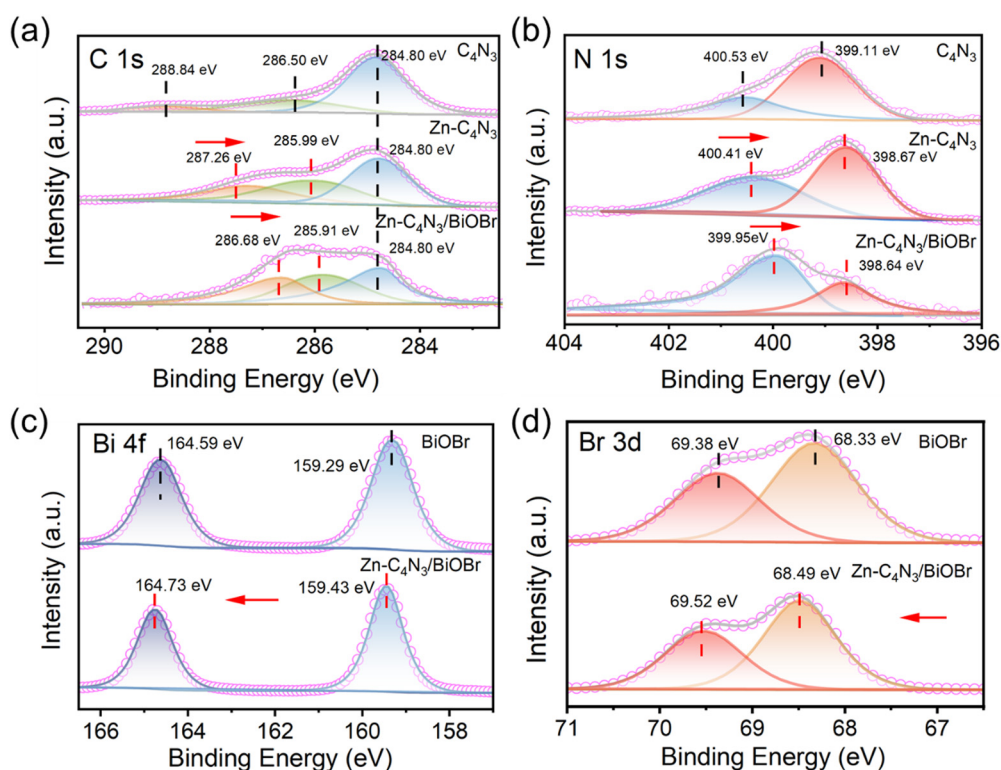 (a)
C 1s
288.84 eV
286.50 eV
284.80 eV
C₄N₃
Zn-C₄N₃
287.26 eV
285.99 eV
284.80 eV
Zn-C₄N₃/BiOBr
286.68 eV
285.91 eV
284.80 eV
Intensity (a.u.)
290 288 286 284
Binding Energy (eV)
(b)
N 1s
400.53 eV
399.11 eV
C₄N₃
Zn-C₄N₃
400.41 eV
398.67 eV
Zn-C₄N₃/BiOBr
399.95eV
398.64 eV
Intensity (a.u.)
404 402 400 398 396
Binding Energy (eV)
(c)
Bi 4f
164.59 eV
BiOBr
159.29 eV
Zn-C₄N₃/BiOBr
164.73 eV
159.43 eV
Intensity (a.u.)
166 164 162 160 158
Binding Energy (eV)
(d)
Br 3d
69.38 eV
68.33 eV
BiOBr
Zn-C₄N₃/BiOBr
69.52 eV
68.49 eV
Intensity (a.u.)
71 70 69 68 67
Binding Energy (eV)